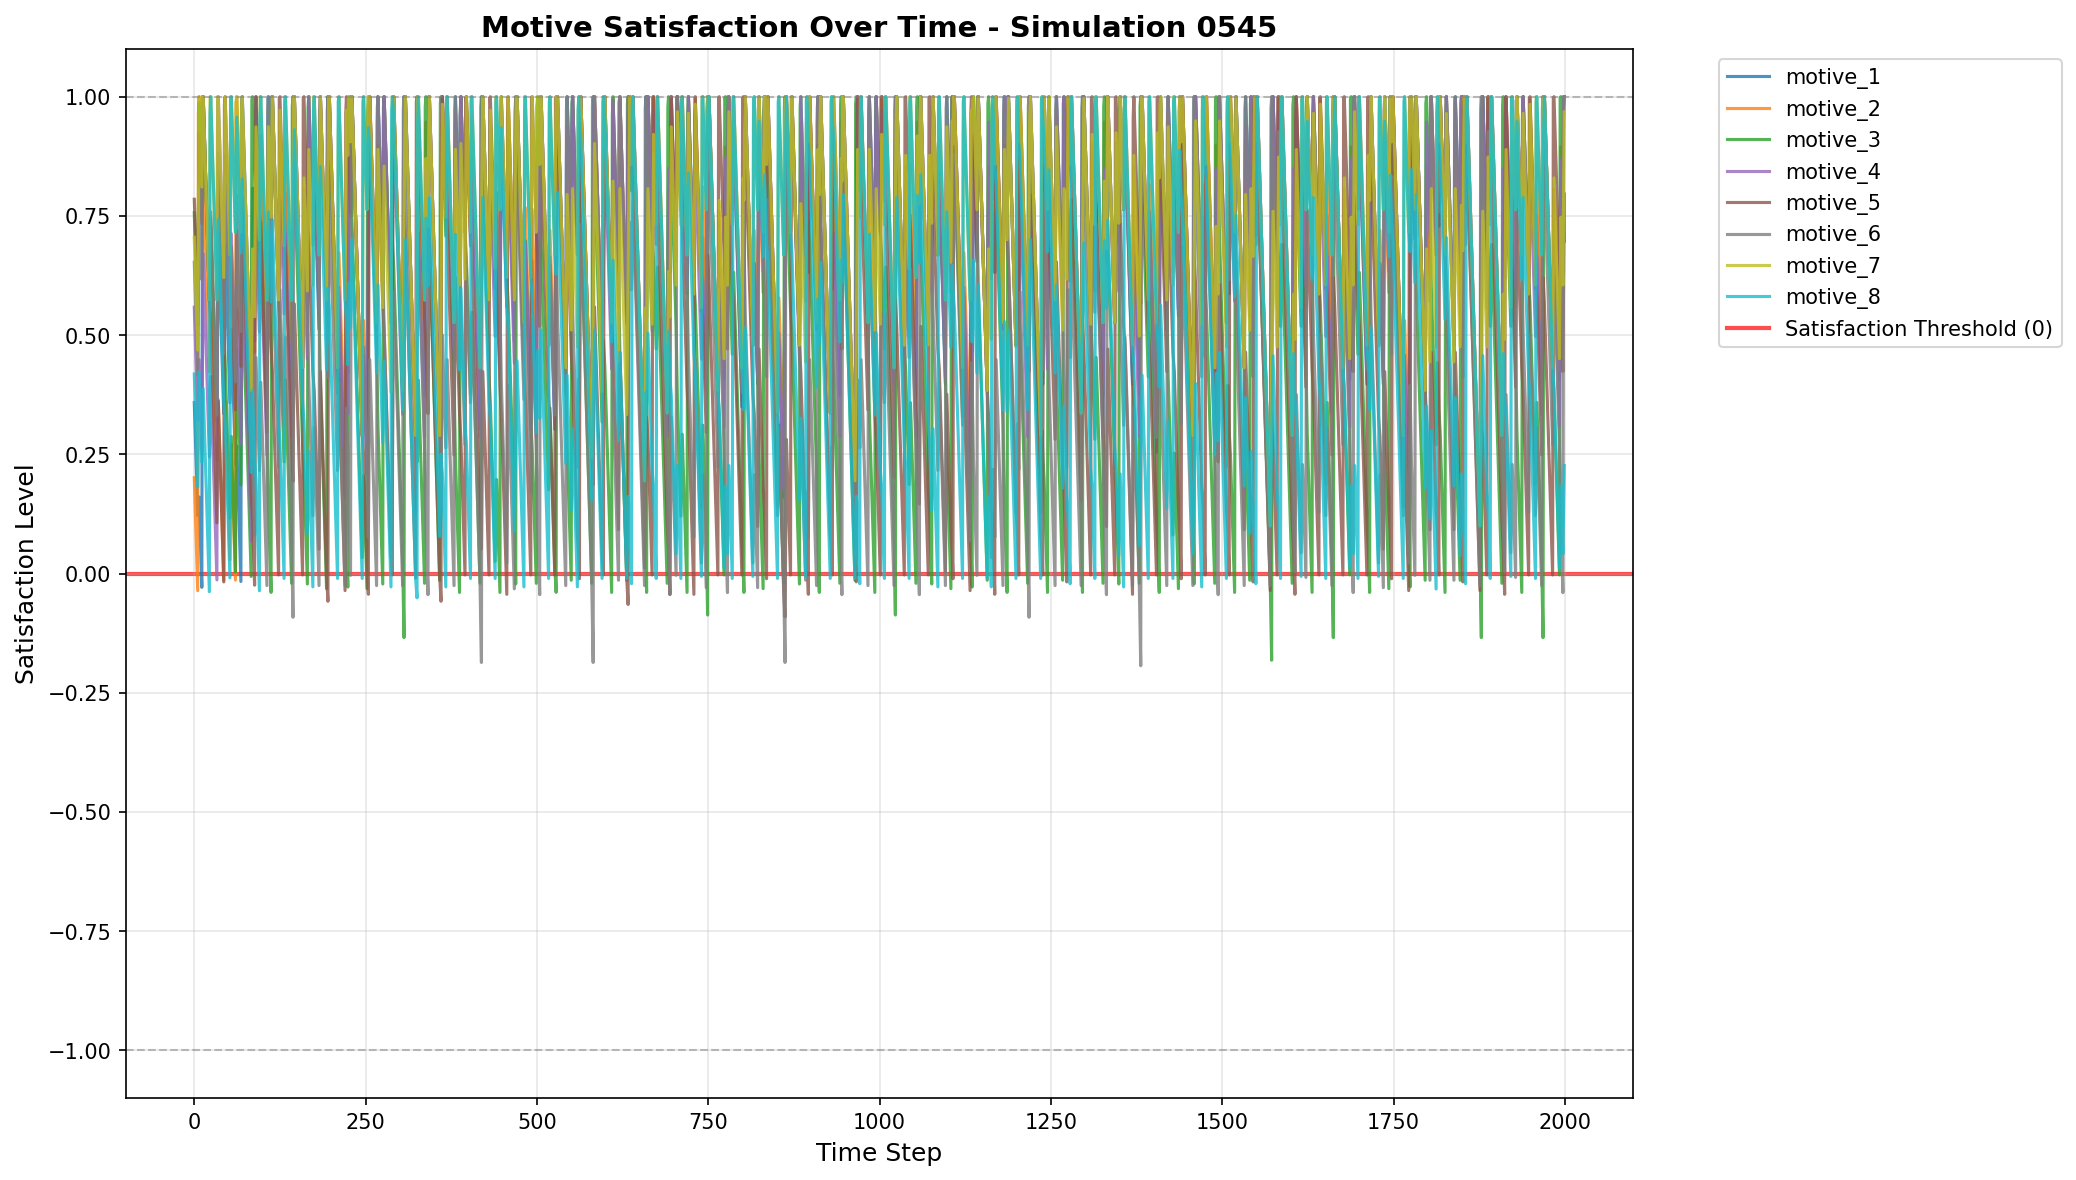 Motive Satisfaction Over Time - Simulation 0545
1.00
0.75
0.50
0.25
0.00
−0.25
−0.50
−0.75
−1.00
Satisfaction Level
0 250 500 750 1000 1250 1500 1750 2000
Time Step
motive_1
motive_2
motive_3
motive_4
motive_5
motive_6
motive_7
motive_8
Satisfaction Threshold (0)